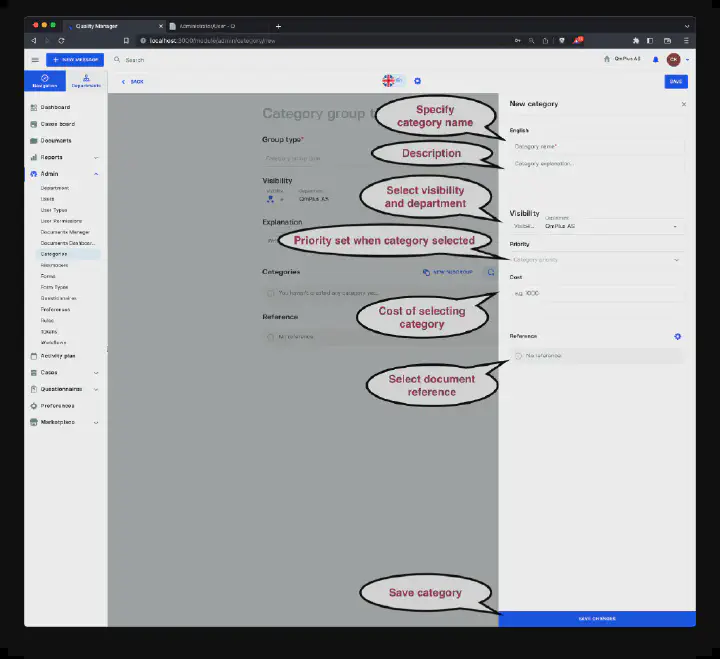 Quality Manager
Administrator/User - Q
localhost:3000/module/admin/category/new
NEW MESSAGE
Search
QmPlus AS
CK
Navigation
Departments
BACK
SAVE
Dashboard
Cases board
Documents
Reports
Admin
Department
Users
User Types
User Permissions
Documents Manager
Documents Dashboar...
Categories
Parameters
Forms
Form Types
Questionnaires
Preferences
Rules
Tokens
Workflows
Activity plan
Cases
Questionnaires
Preferences
Marketplace
Category group t
Group type*
Category group type
Visibility
Department
QmPlus AS
Explanation
Categories
NEW SUBGROUP
You haven't created any category yet..
Reference
No reference
Specify
category name
Description
Select visibility
and department
Priority set when category selected
Cost of selecting
category
Select document
reference
Save category
New category
English
Category name*
Category explanation...
Visibility
Department
Visibili...
QmPlus AS
Priority
Category priority
Cost
e.g. 1000
Reference
No reference
SAVE CHANGES